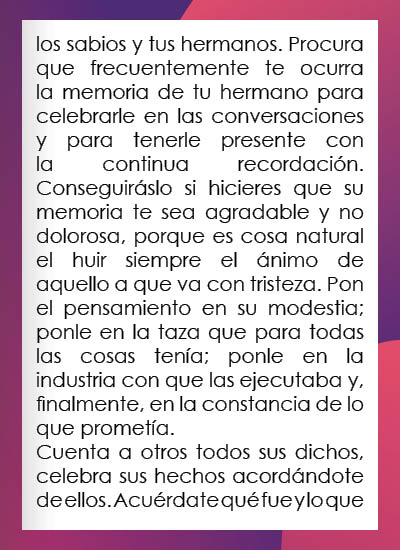 los sabios y tus hermanos. Procura
que frecuentemente te ocurra
la memoria de tu hermano para
celebrarle en las conversaciones
y para tenerle presente con
la continua recordación.
Conseguiráslo si hicieres que su
memoria te sea agradable y no
dolorosa, porque es cosa natural
el huir siempre el ánimo de
aquello a que va con tristeza. Pon
el pensamiento en su modestia;
ponle en la taza que para todas
las cosas tenía; ponle en la
industria con que las ejecutaba y,
finalmente, en la constancia de lo
que prometía.
Cuenta a otros todos sus dichos,
celebra sus hechos acordándote
de ellos. Acuérdate qué fue y lo que